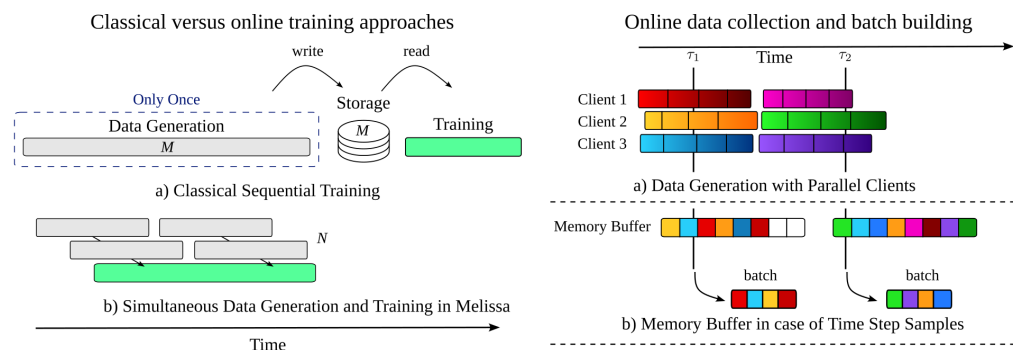 Classical versus online training approaches
write
read
Only Once
Storage
Data Generation
M
M
Training
a) Classical Sequential Training
N
b) Simultaneous Data Generation and Training in Melissa
Time
Online data collection and batch building
τ1
Time
τ2
Client 1
Client 2
Client 3
a) Data Generation with Parallel Clients
Memory Buffer
batch
batch
b) Memory Buffer in case of Time Step Samples